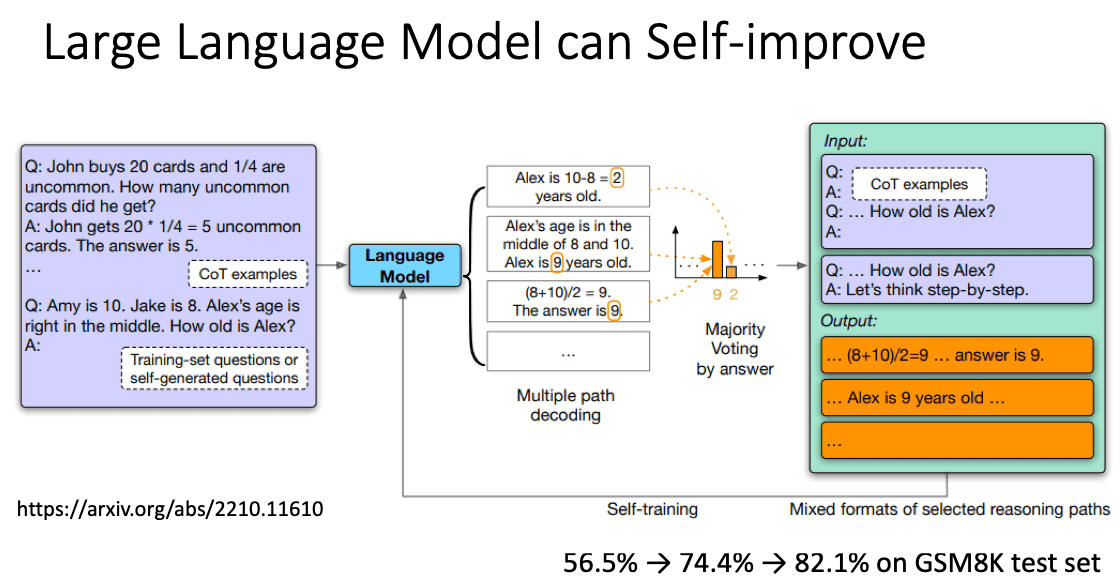 Large Language Model can Self-improve
Q: John buys 20 cards and 1/4 are
uncommon. How many uncommon
cards did he get?
A: John gets 20 * 1/4 = 5 uncommon
cards. The answer is 5.
...
CoT examples
Q: Amy is 10. Jake is 8. Alex's age is
right in the middle. How old is Alex?
A:
Training-set questions or
self-generated questions
Language
Model
Alex is 10-8 = 2
years old.
Alex's age is in the
middle of 8 and 10.
Alex is 9 years old.
(8+10)/2 = 9.
The answer is 9.
...
Multiple path
decoding
...
9 2
Majority
Voting
by answer
Input:
Q:
A:
CoT examples
Q: ... How old is Alex?
A:
Q: ... How old is Alex?
A: Let's think step-by-step.
Output:
... (8+10)/2=9 ... answer is 9.
... Alex is 9 years old ...
...
Self-training
Mixed formats of selected reasoning paths
https://arxiv.org/abs/2210.11610
56.5% → 74.4% → 82.1% on GSM8K test set